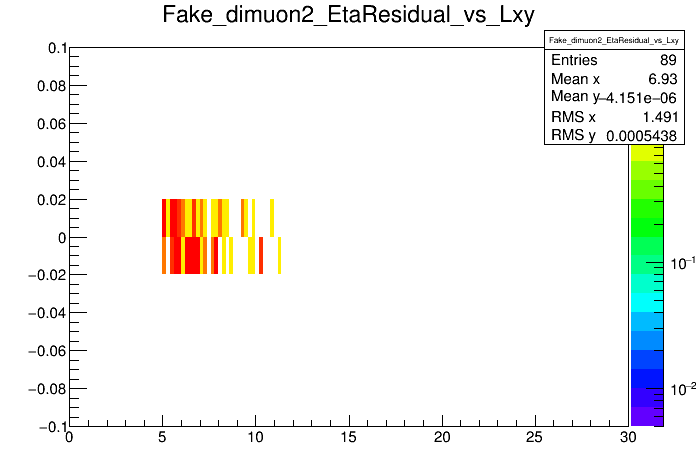 Fake_dimuon2_EtaResidual_vs_Lxy
Fake_dimuon2_EtaResidual_vs_Lxy
Entries 89
Mean x 6.93
Mean y −4.151e−06
RMS x 1.491
RMS y 0.0005438
0.1
0.08
0.06
0.04
0.02
0
−0.02
−0.04
−0.06
−0.08
−0.1
0 5 10 15 20 25 30
10−1
10−2